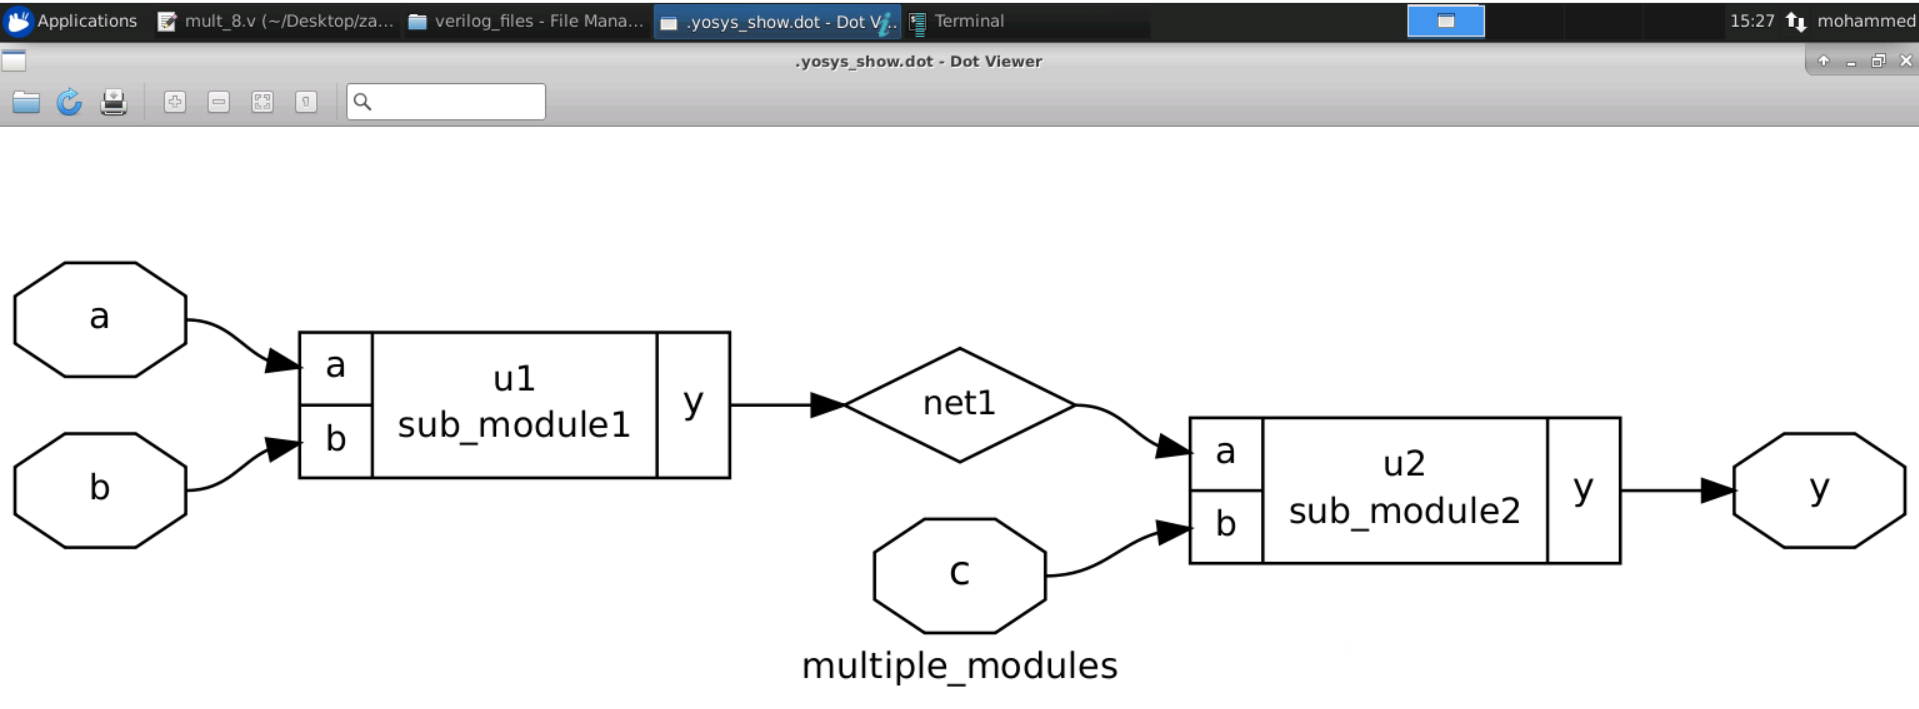 Applications mult_8.v (~/Desktop/za... verilog_files - File Mana... .yosys_show.dot - Dot V... Terminal 15:27 mohammed
.yosys_show.dot - Dot Viewer
a
b
a
b
u1
sub_module1
y
net1
c
a
b
u2
sub_module2
y
y
multiple_modules